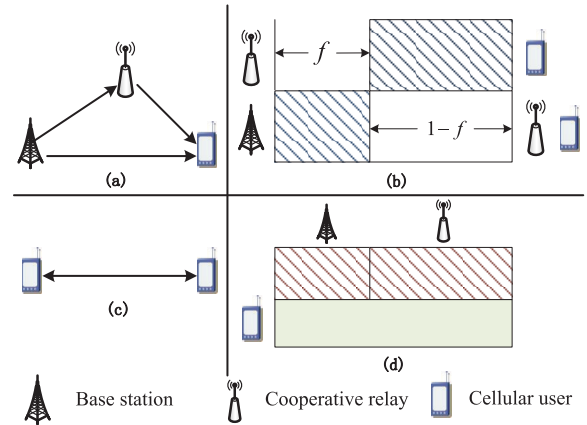 f
1-f
(a)
(b)
(c)
(d)
Base station
Cooperative relay
Cellular user